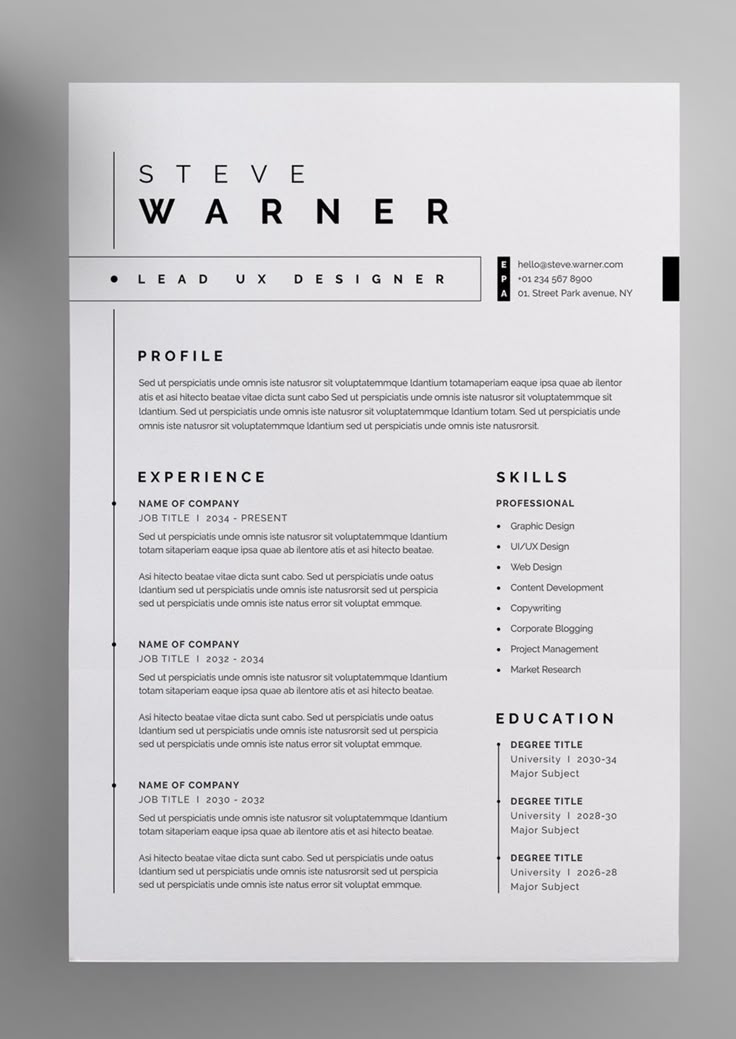 STEVE
WARNER
LEAD UX DESIGNER
E hello@steve.warner.com
P +01 234 567 8900
A 01, Street Park avenue, NY
PROFILE
Sed ut perspiciatis unde omnis iste natusror sit voluptatemmque ldantium totamaperiam eaque ipsa quae ab ilentor
atis et asi hitecto beatae vitae dicta sunt cabo Sed ut perspiciatis unde omnis iste natusror sit voluptatemmque sit
ldantium. Sed ut perspiciatis unde omnis iste natusror sit voluptatemmque ldantium totam. Sed ut perspiciatis unde
omnis iste natusror sit voluptatemmque ldantium sed ut perspiciatis unde omnis iste natusrorsit.
EXPERIENCE
NAME OF COMPANY
JOB TITLE I 2034 - PRESENT
Sed ut perspiciatis unde omnis iste natusror sit voluptatemmque ldantium
totam sitaperiam eaque ipsa quae ab ilentore atis et asi hitecto beatae.
Asi hitecto beatae vitae dicta sunt cabo. Sed ut perspiciatis unde oatus
ldantium sed ut perspiciatis unde omnis iste natusrorsit sed ut perspicia
sed ut perspiciatis unde omnis iste natus error sit voluptat emmque.
NAME OF COMPANY
JOB TITLE I 2032 - 2034
Sed ut perspiciatis unde omnis iste natusror sit voluptatemmque ldantium
totam sitaperiam eaque ipsa quae ab ilentore atis et asi hitecto beatae.
Asi hitecto beatae vitae dicta sunt cabo. Sed ut perspiciatis unde oatus
ldantium sed ut perspiciatis unde omnis iste natusrorsit sed ut perspicia
sed ut perspiciatis unde omnis iste natus error sit voluptat emmque.
NAME OF COMPANY
JOB TITLE I 2030 - 2032
Sed ut perspiciatis unde omnis iste natusror sit voluptatemmque ldantium
totam sitaperiam eaque ipsa quae ab ilentore atis et asi hitecto beatae.
Asi hitecto beatae vitae dicta sunt cabo. Sed ut perspiciatis unde oatus
ldantium sed ut perspiciatis unde omnis iste natusrorsit sed ut perspicia
sed ut perspiciatis unde omnis iste natus error sit voluptat emmque.
SKILLS
PROFESSIONAL
• Graphic Design
• UI/UX Design
• Web Design
• Content Development
• Copywriting
• Corporate Blogging
• Project Management
• Market Research
EDUCATION
DEGREE TITLE
University I 2030-34
Major Subject
DEGREE TITLE
University I 2028-30
Major Subject
DEGREE TITLE
University I 2026-28
Major Subject